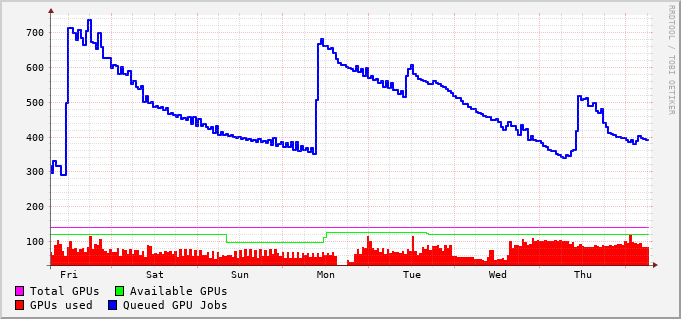 700
600
500
400
300
200
100
Fri Sat Sun Mon Tue Wed Thu
Total GPUs Available GPUs
GPUs used Queued GPU Jobs
RRDTOOL / TOBI OETIKER